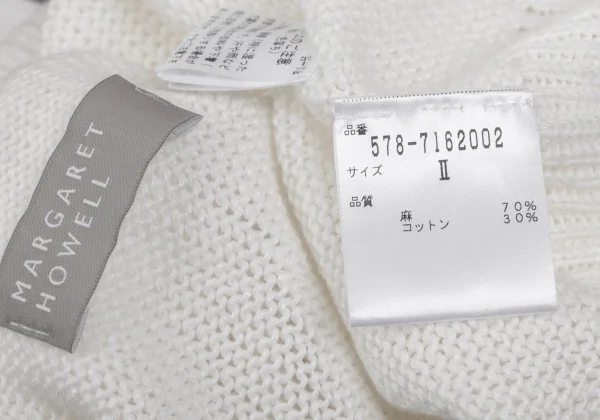 MARGARET
HOWELL
品番
578-7162002
サイズ
Ⅱ
品質
麻 70%
コットン 30%